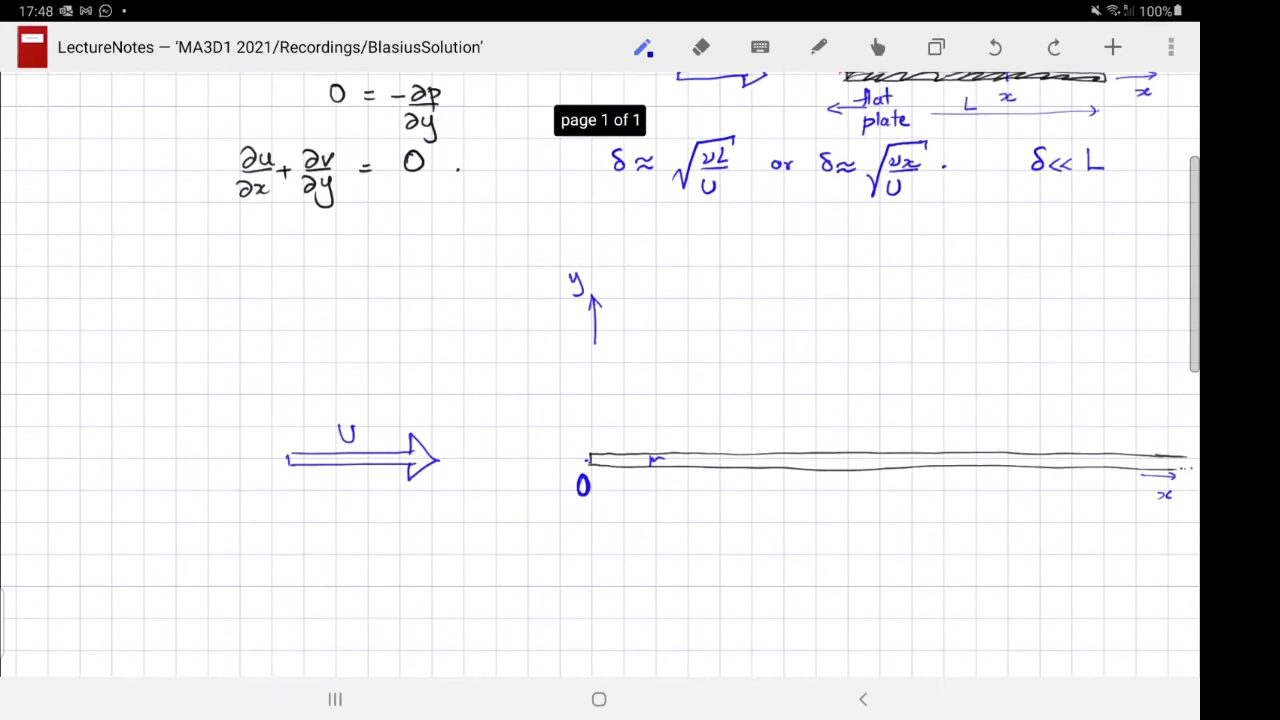 17:48
100%
LectureNotes — ‘MA3D1 2021/Recordings/BlasiusSolution’
0 = -∂p/∂y
page 1 of 1
flat plate
L
x
x
∂u/∂x + ∂v/∂y = 0 .
δ ≈ √(νL/U) or δ ≈ √(νx/U) . δ << L
y
U
0
x